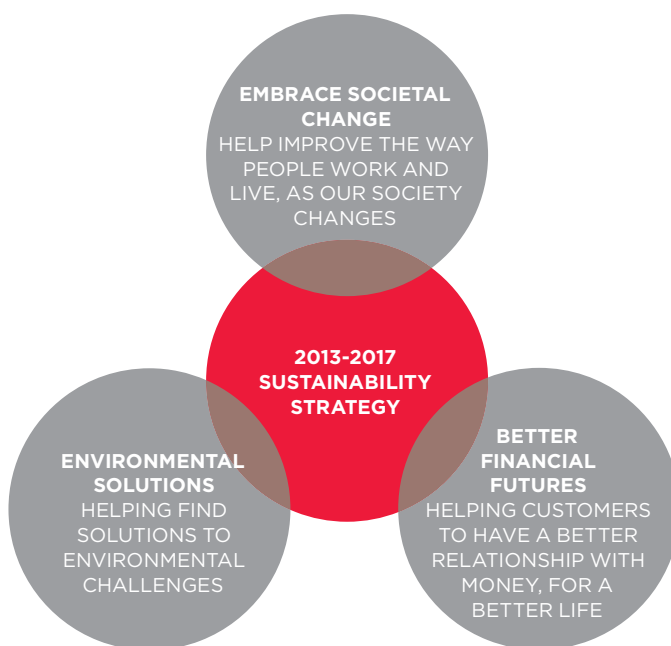 EMBRACE SOCIETAL
CHANGE
HELP IMPROVE THE WAY
PEOPLE WORK AND
LIVE, AS OUR SOCIETY
CHANGES
2013-2017
SUSTAINABILITY
STRATEGY
ENVIRONMENTAL
SOLUTIONS
HELPING FIND
SOLUTIONS TO
ENVIRONMENTAL
CHALLENGES
BETTER
FINANCIAL
FUTURES
HELPING CUSTOMERS
TO HAVE A BETTER
RELATIONSHIP WITH
MONEY, FOR A
BETTER LIFE